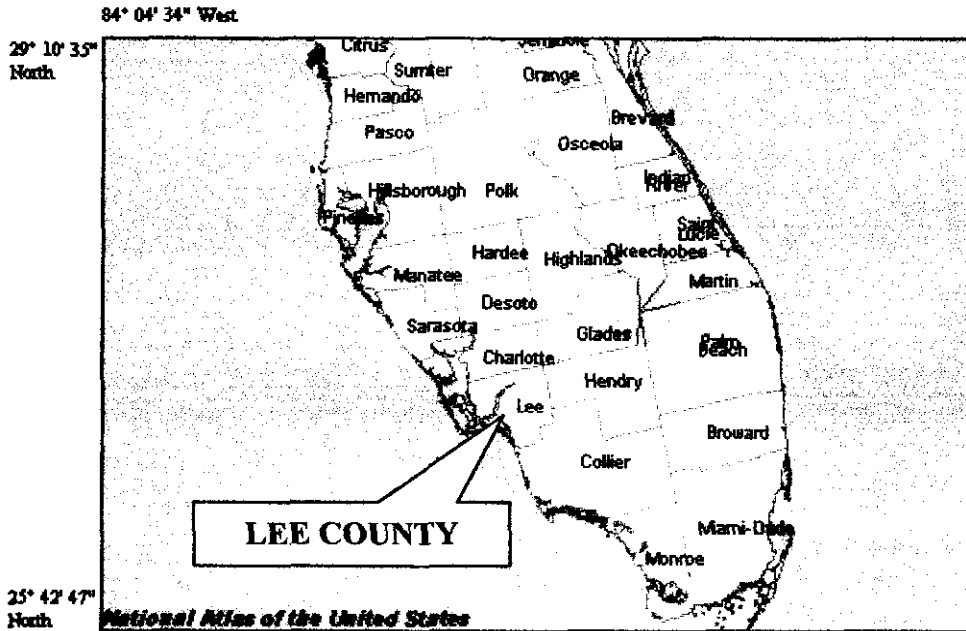 84° 04' 34" West
29° 10' 35"
North
Citrus
Sumter
Orange
Hernando
Brevard
Pasco
Osceola
Indian
River
Hillsborough
Polk
Pinellas
Saint
Lucie
Hardee
Highlands
Okeechobee
Manatee
Martin
Desoto
Sarasota
Glades
Palm
Beach
Charlotte
Hendry
Lee
Broward
Collier
LEE COUNTY
Miami-Dade
Monroe
25° 42' 47"
North
National Atlas of the United States